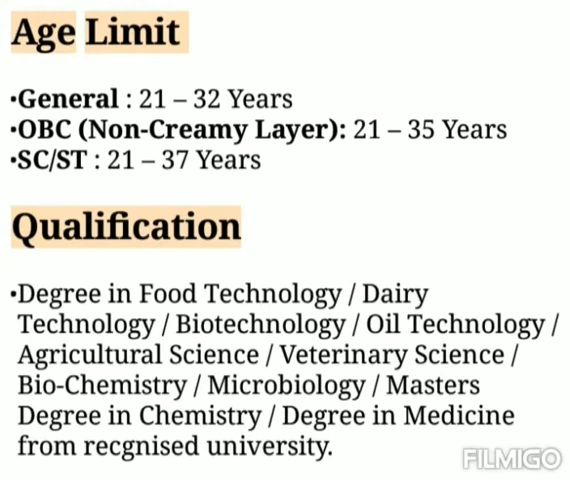 Age Limit
•General : 21 – 32 Years
•OBC (Non-Creamy Layer): 21 – 35 Years
•SC/ST : 21 – 37 Years
Qualification
•Degree in Food Technology / Dairy
Technology / Biotechnology / Oil Technology /
Agricultural Science / Veterinary Science /
Bio-Chemistry / Microbiology / Masters
Degree in Chemistry / Degree in Medicine
from recgnised university.
FILMIGO